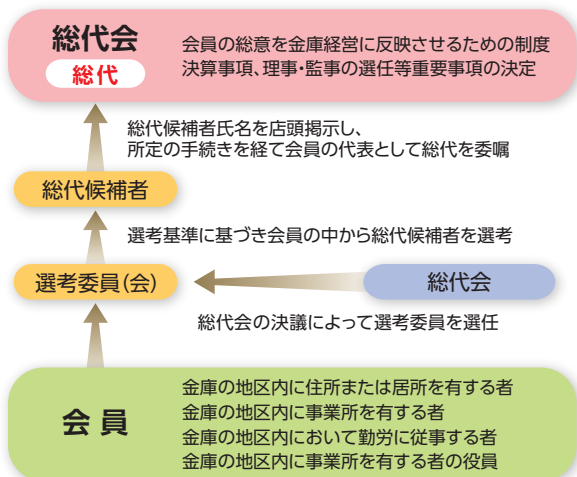 総代会
総代
会員の総意を金庫経営に反映させるための制度
決算事項、理事・監事の選任等重要事項の決定
総代候補者氏名を店頭掲示し、
所定の手続きを経て会員の代表として総代を委嘱
総代候補者
選考基準に基づき会員の中から総代候補者を選考
選考委員(会)
総代会
総代会の決議によって選考委員を選任
会員
金庫の地区内に住所または居所を有する者
金庫の地区内に事業所を有する者
金庫の地区内において勤労に従事する者
金庫の地区内に事業所を有する者の役員